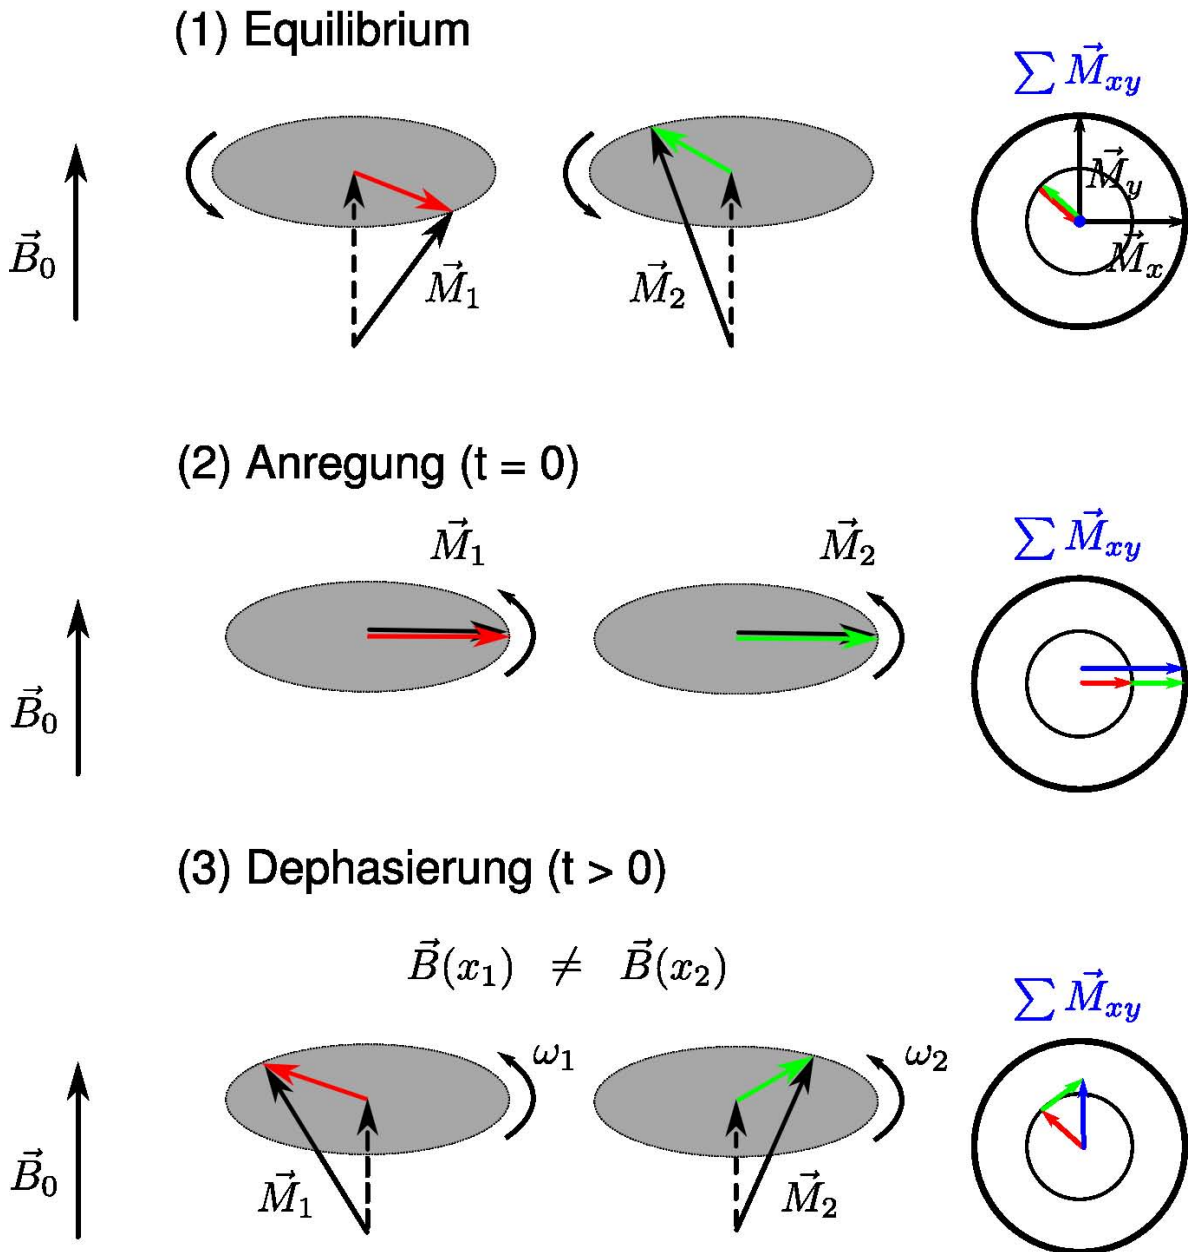 (1) Equilibrium
∑ M⃗xy
B⃗0
M⃗1
M⃗2
M⃗y
M⃗x
(2) Anregung (t = 0)
M⃗1
M⃗2
∑ M⃗xy
B⃗0
(3) Dephasierung (t > 0)
B⃗(x1) ≠ B⃗(x2)
∑ M⃗xy
ω1
ω2
B⃗0
M⃗1
M⃗2